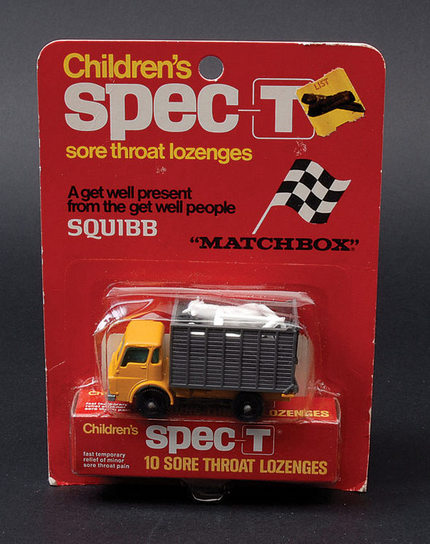 Children's
spec-T
LIST
sore throat lozenges
A get well present
from the get well people
SQUIBB
"MATCHBOX"
OZENGES
Children's
spec-T
fast temporary
relief of minor
sore throat pain
10 SORE THROAT LOZENGES